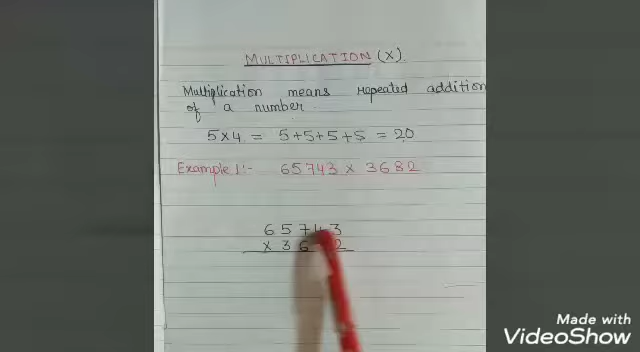 MULTIPLICATION (X)
Multiplication means repeated addition
of a number.
5x4 = 5+5+5+5 = 20
Example 1:- 65743 x 3682
65743
x 36 2
Made with
VideoShow